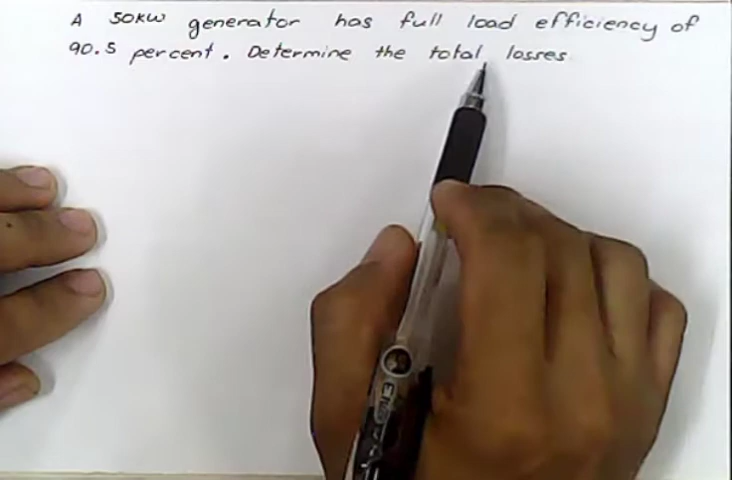 A 50KW generator has full load efficiency of
90.5 percent. Determine the total losses